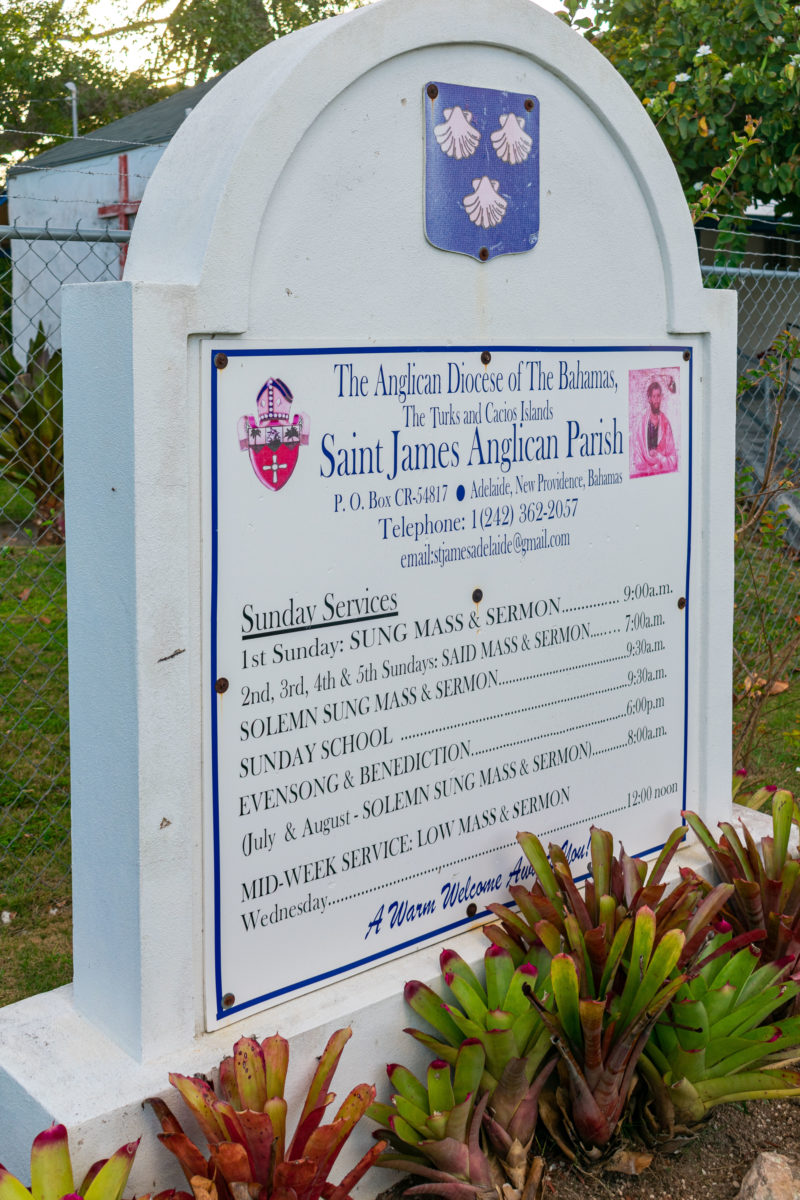 The Anglican Diocese of The Bahamas,
The Turks and Cacios Islands
Saint James Anglican Parish
P. O. Box CR-54817 ● Adelaide, New Providence, Bahamas
Telephone: 1(242) 362-2057
email:stjamesadelaide@gmail.com
Sunday Services
1st Sunday: SUNG MASS & SERMON............. 9:00a.m.
2nd, 3rd, 4th & 5th Sundays: SAID MASS & SERMON....... 7:00a.m.
SOLEMN SUNG MASS & SERMON.................................9:30a.m.
SUNDAY SCHOOL ......................................................9:30a.m.
EVENSONG & BENEDICTION......................................6:00p.m
(July & August - SOLEMN SUNG MASS & SERMON).........8:00a.m.
MID-WEEK SERVICE: LOW MASS & SERMON
Wednesday...............................................................12:00 noon
A Warm Welcome You!